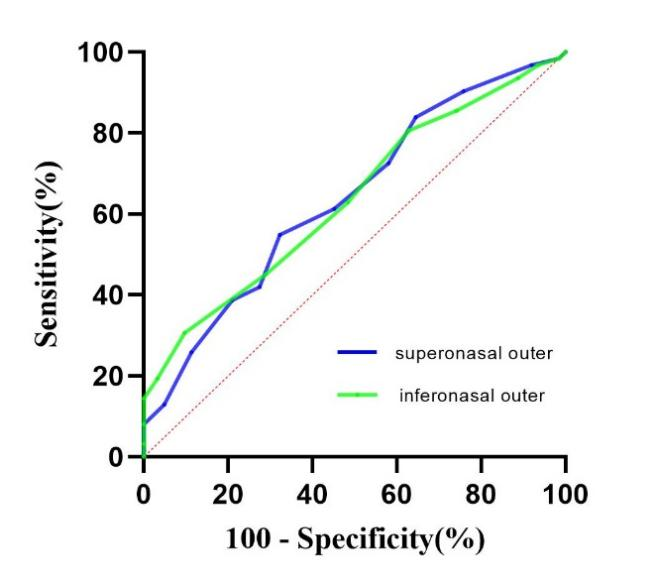 100
80
60
40
20
0
Sensitivity(%)
superonasal outer
inferonasal outer
0 20 40 60 80 100
100 - Specificity(%)